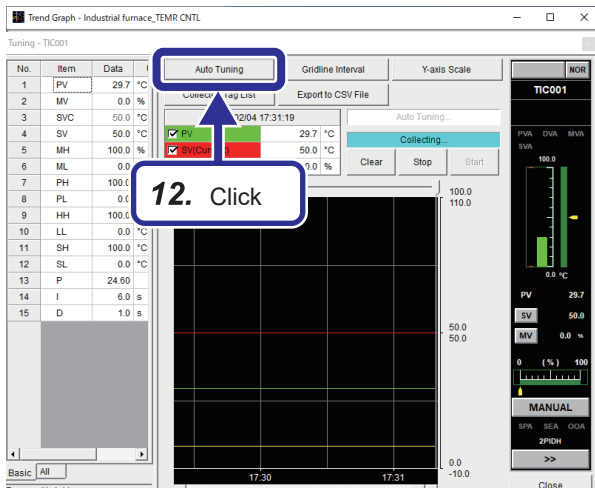 Trend Graph - Industrial furnace_TEMP. CNTL
Tuning - TIC001
No. Item Data
1 PV 29.7 °C
2 MV 0.0 %
3 SVC 50.0 °C
4 SV 50.0 °C
5 MH 100.0 %
6 ML 0.0
7 PH 100.0
8 PL 0.0
9 HH 100.0
10 LL 0.0 °C
11 SH 100.0 °C
12 SL 0.0 °C
13 P 24.60
14 I 6.0 s
15 D 1.0 s
Basic All
Auto Tuning Gridline Interval Y-axis Scale
Export to CSV File
02/04 17:31:19 Auto Tuning...
PV 29.7 °C Collecting...
50.0 °C
0.0 % Clear Stop Start
12. Click
100.0
110.0
50.0
50.0
0.0
-10.0
17:30 17:31
NOR
TIC001
PVA DVA MVA
SVA
100.0
0.0 °C
PV 29.7
SV 50.0
MV 0.0 %
0 (%) 100
MANUAL
SPA SEA OOA
2PIDH
>>
Close